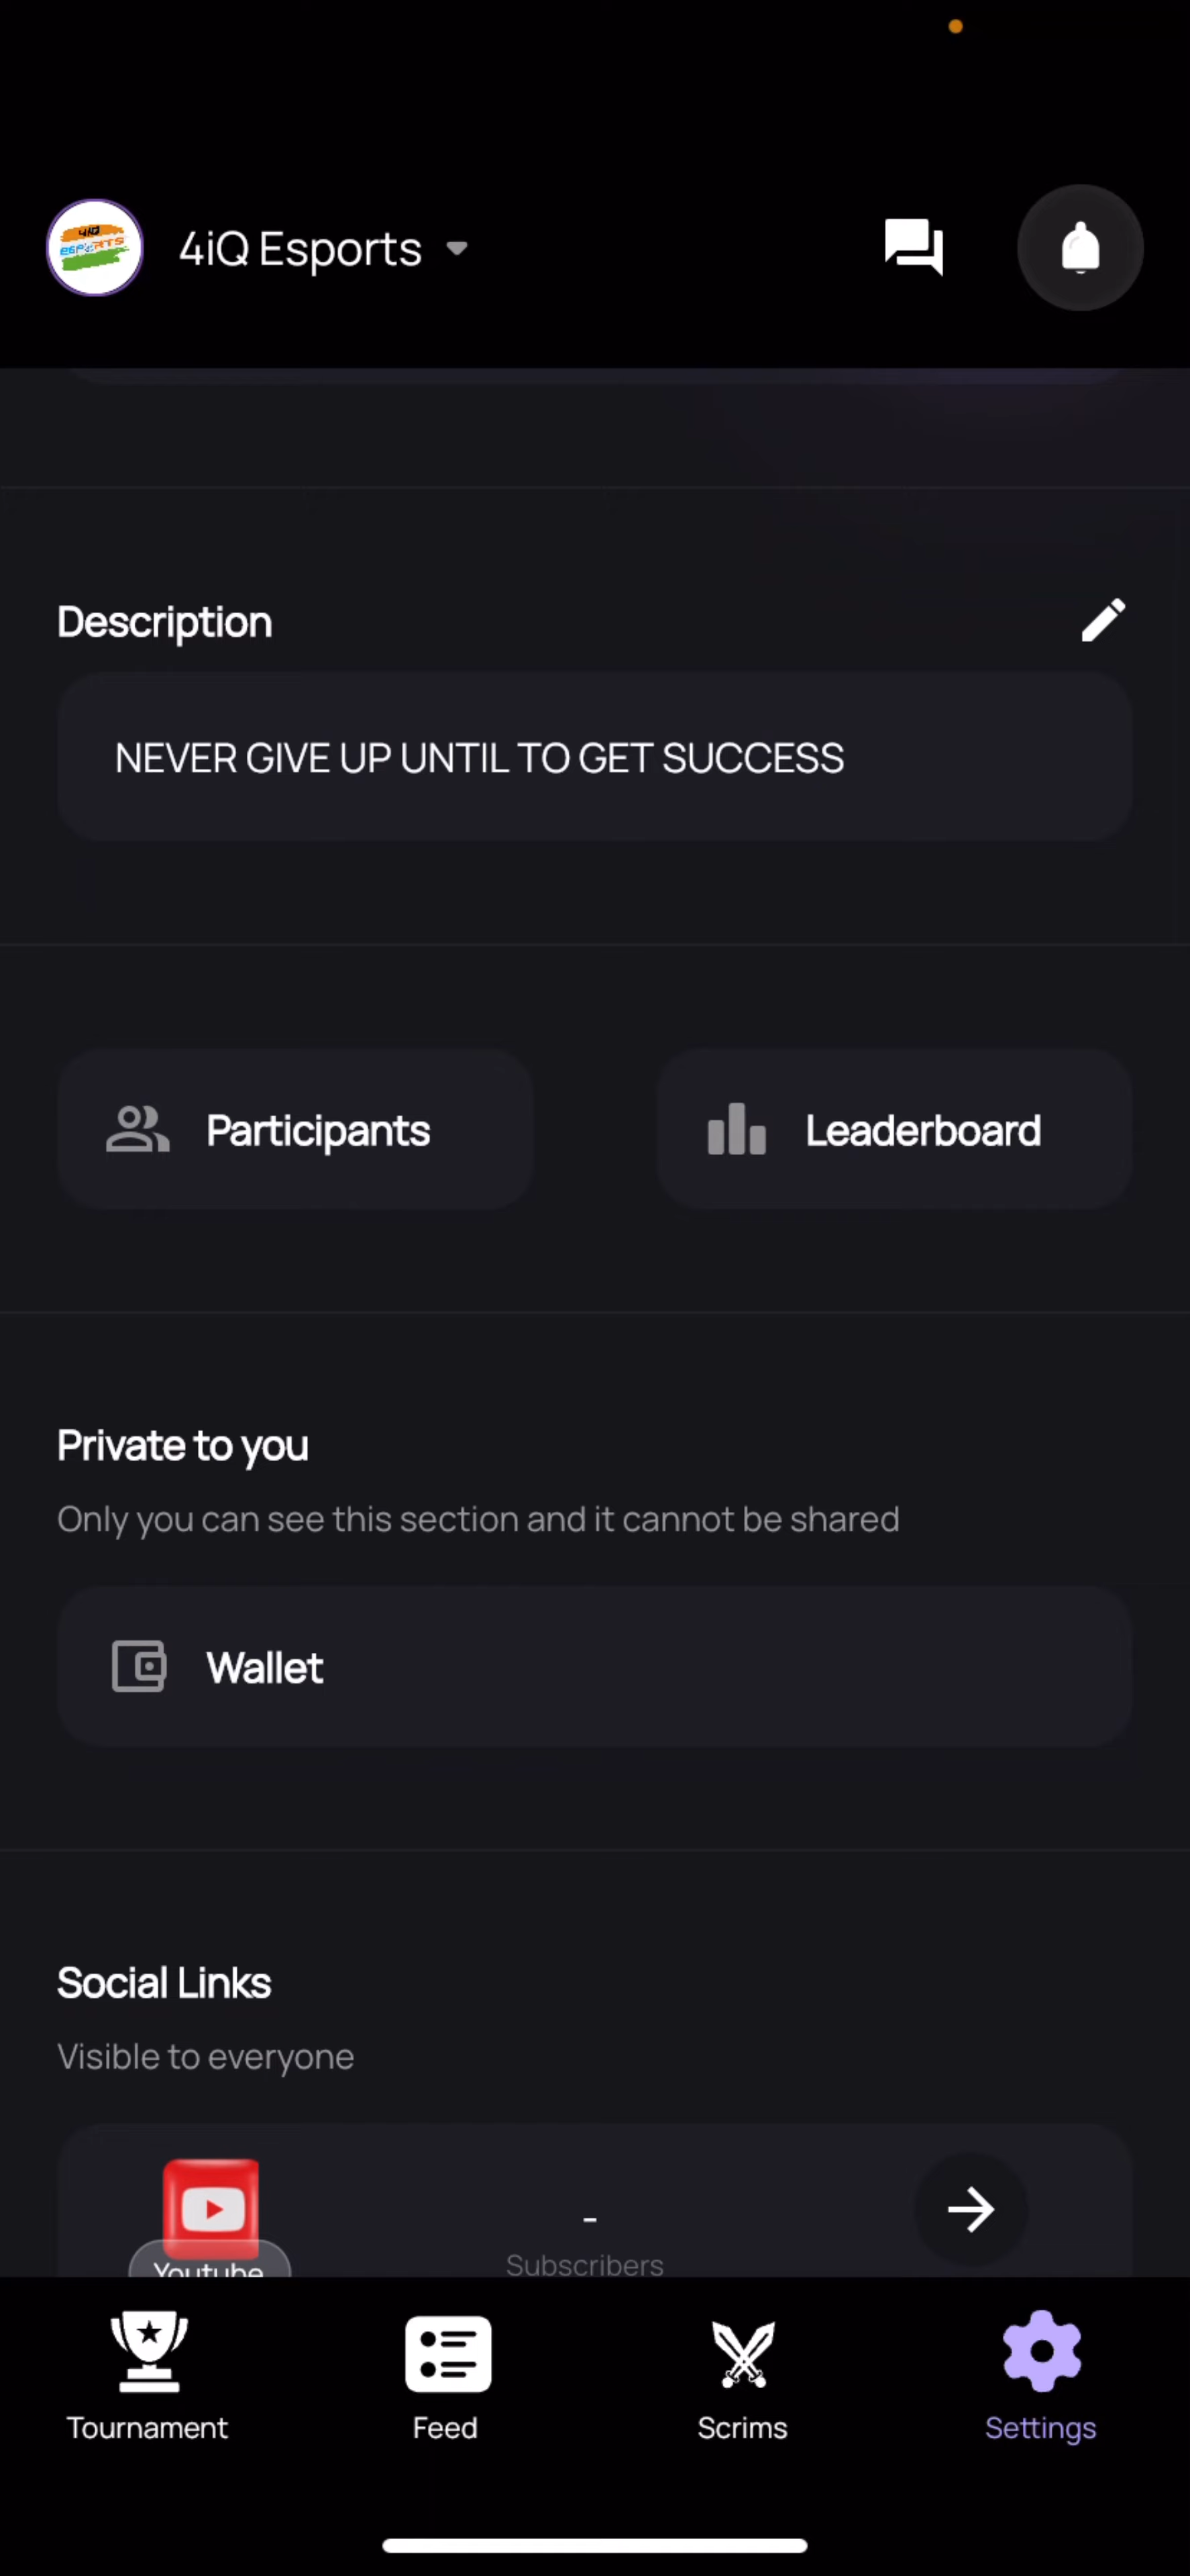 4iQ Esports
Description
NEVER GIVE UP UNTIL TO GET SUCCESS
Participants
Leaderboard
Private to you
Only you can see this section and it cannot be shared
Wallet
Social Links
Visible to everyone
-
Youtube
Subscribers
Tournament
Feed
Scrims
Settings